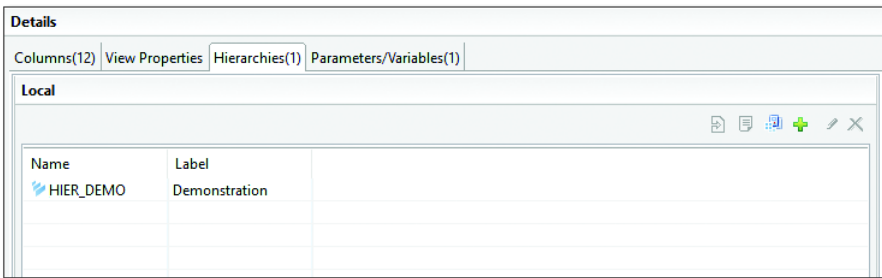 Details
Columns(12) View Properties Hierarchies(1) Parameters/Variables(1)
Local
Name Label
HIER_DEMO Demonstration